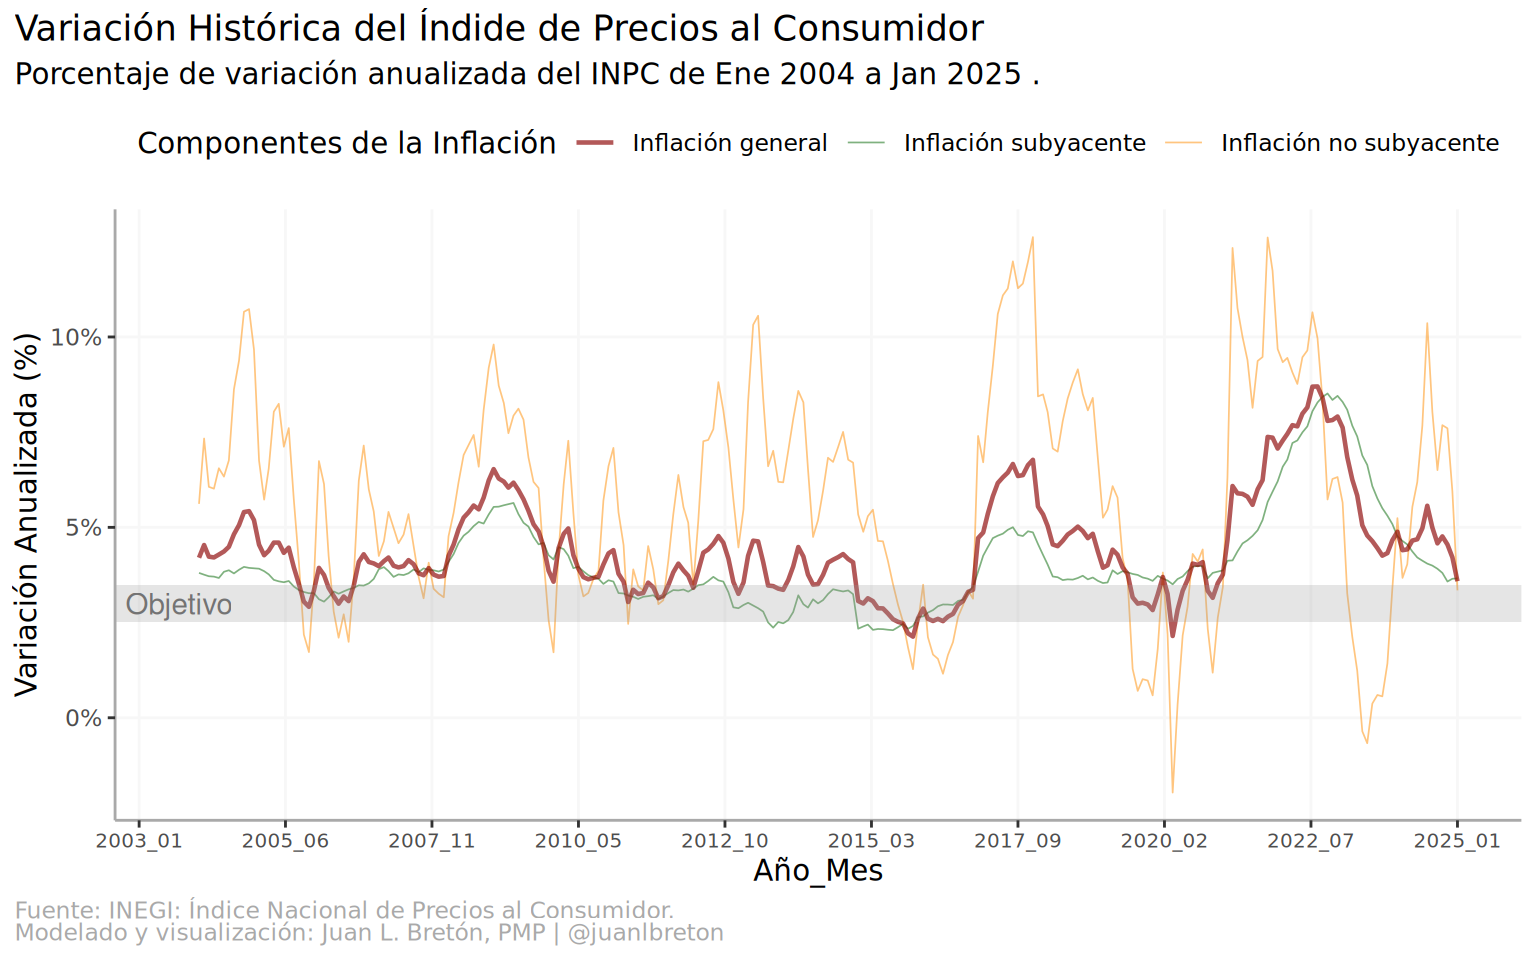 Variación Histórica del Índide de Precios al Consumidor
Porcentaje de variación anualizada del INPC de Ene 2004 a Jan 2025 .
Componentes de la Inflación Inflación general Inflación subyacente Inflación no subyacente
Variación Anualizada (%)
10%
5%
0%
Objetivo
2003_01 2005_06 2007_11 2010_05 2012_10 2015_03 2017_09 2020_02 2022_07 2025_01
Año_Mes
Fuente: INEGI: Índice Nacional de Precios al Consumidor.
Modelado y visualización: Juan L. Bretón, PMP | @juanlbreton